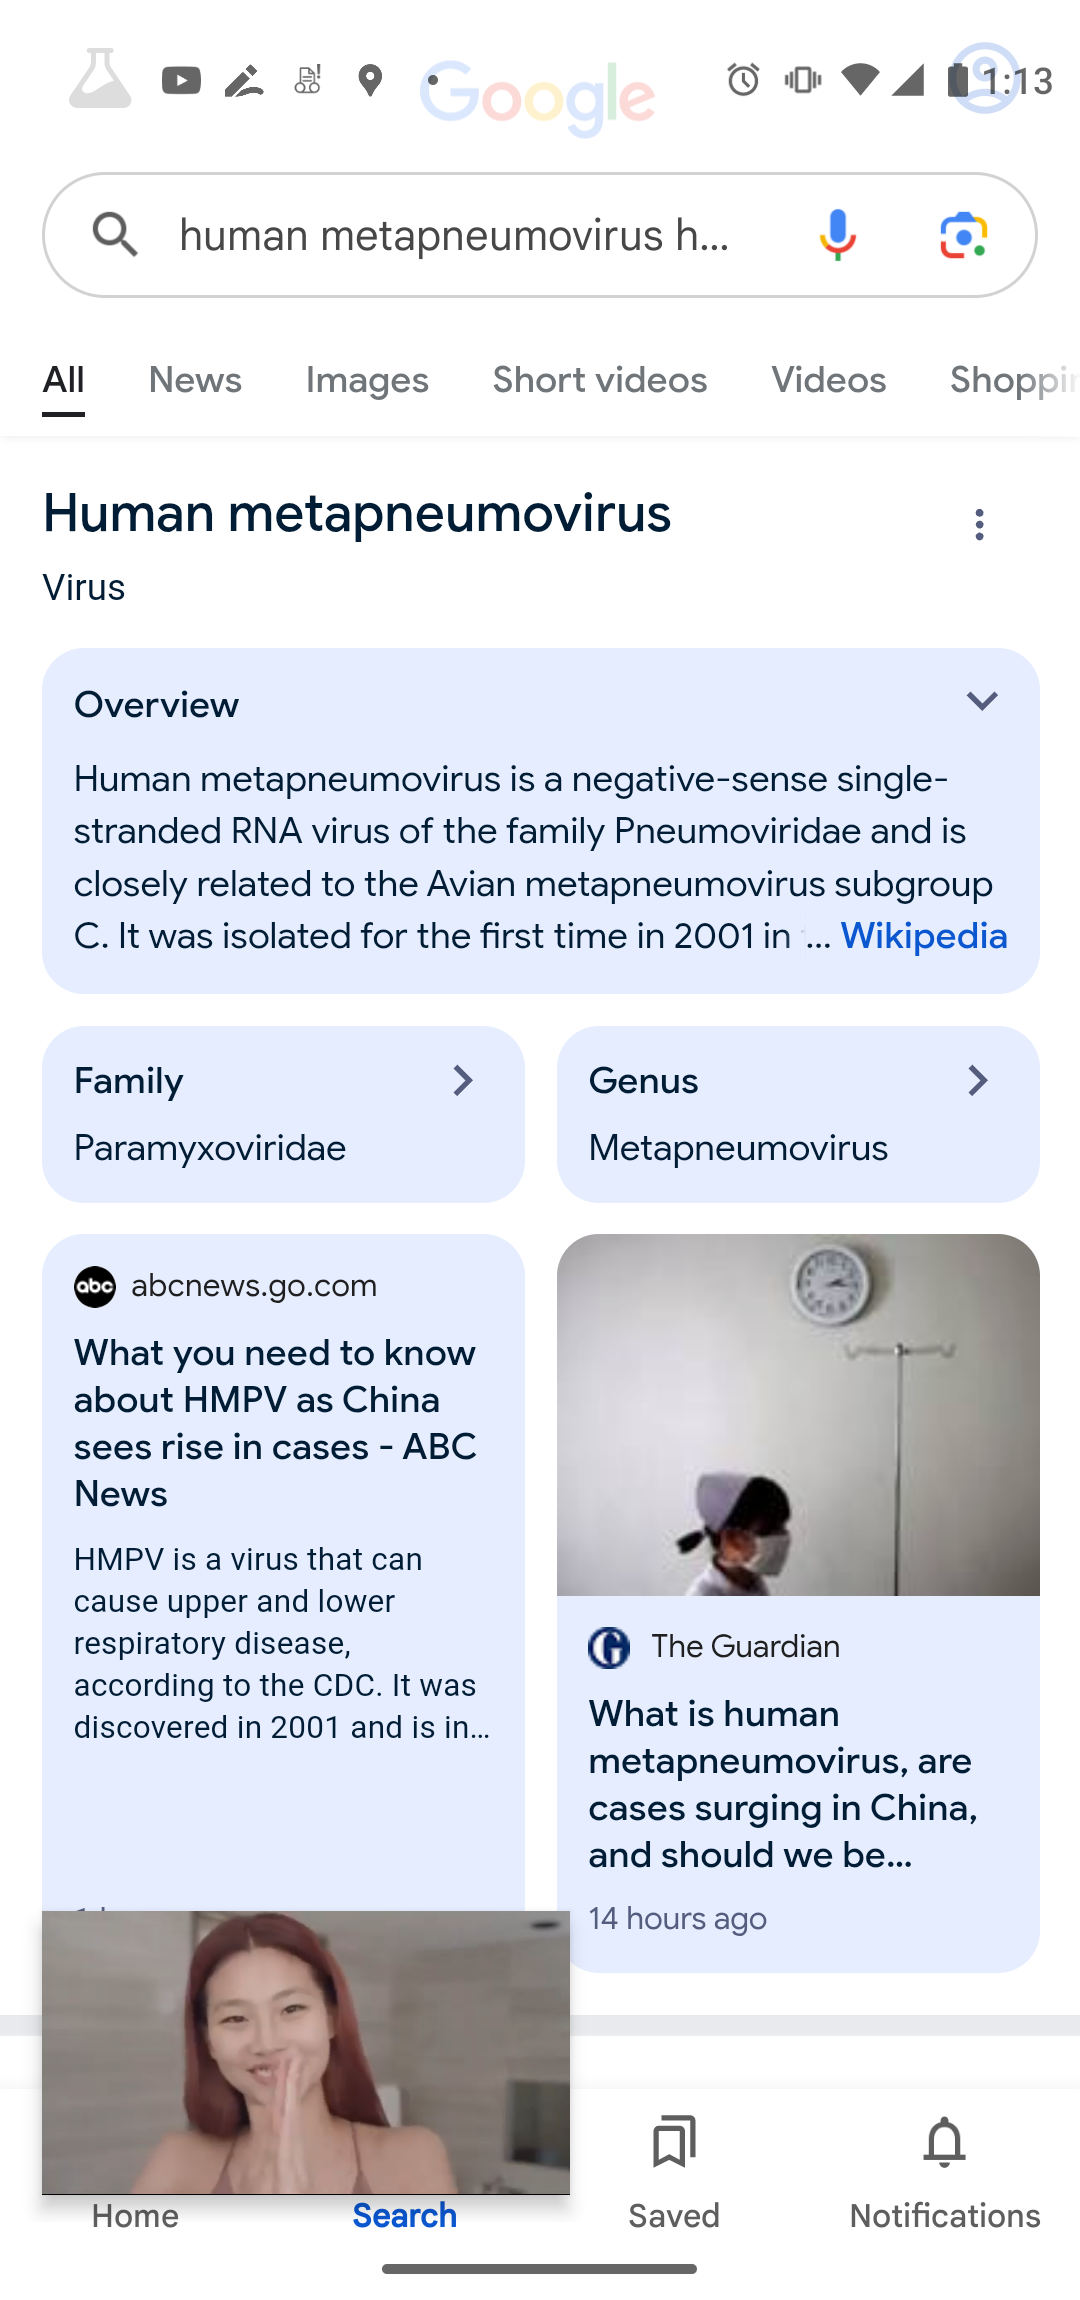 Google
1:13
human metapneumovirus h...
All News Images Short videos Videos Shoppin
Human metapneumovirus
Virus
Overview
Human metapneumovirus is a negative-sense single-
stranded RNA virus of the family Pneumoviridae and is
closely related to the Avian metapneumovirus subgroup
C. It was isolated for the first time in 2001 in ... Wikipedia
Family
Paramyxoviridae
Genus
Metapneumovirus
abc abcnews.go.com
What you need to know
about HMPV as China
sees rise in cases - ABC
News
HMPV is a virus that can
cause upper and lower
respiratory disease,
according to the CDC. It was
discovered in 2001 and is in...
The Guardian
What is human
metapneumovirus, are
cases surging in China,
and should we be...
14 hours ago
Home Search Saved Notifications